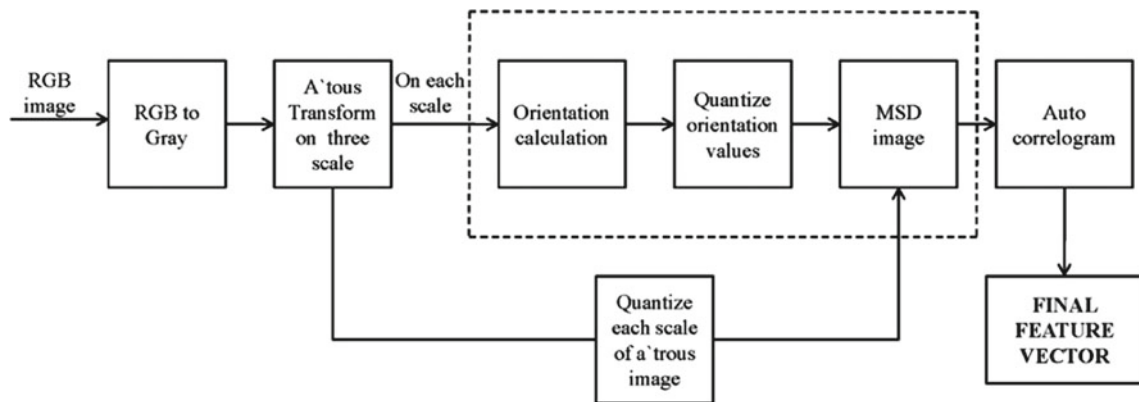 RGB
image
RGB to
Gray
A`tous
Transform
on three
scale
On each
scale
Orientation
calculation
Quantize
orientation
values
MSD
image
Auto
correlogram
Quantize
each scale
of a`trous
image
FINAL
FEATURE
VECTOR